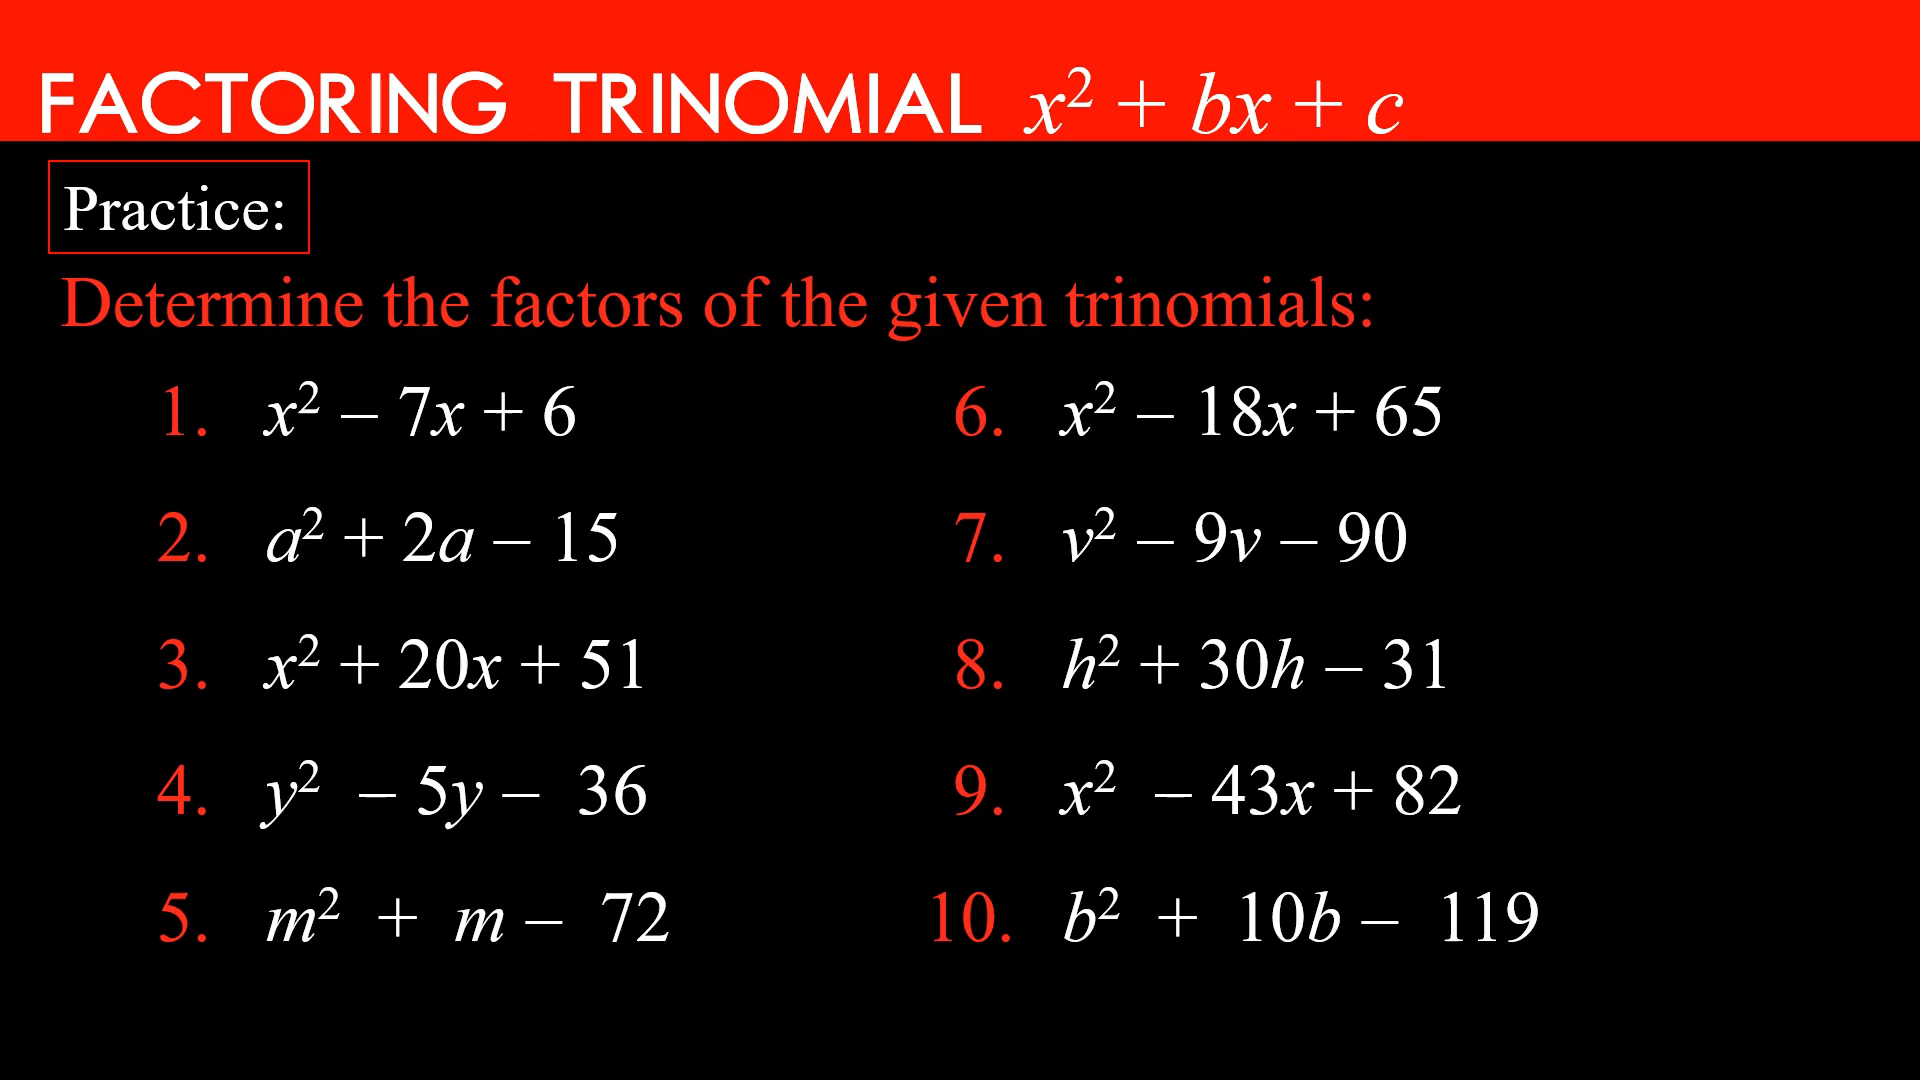 FACTORING TRINOMIAL x² + bx + c
Practice:
Determine the factors of the given trinomials:
1. x² – 7x + 6
2. a² + 2a – 15
3. x² + 20x + 51
4. y² – 5y – 36
5. m² + m – 72
6. x² – 18x + 65
7. v² – 9v – 90
8. h² + 30h – 31
9. x² – 43x + 82
10. b² + 10b – 119